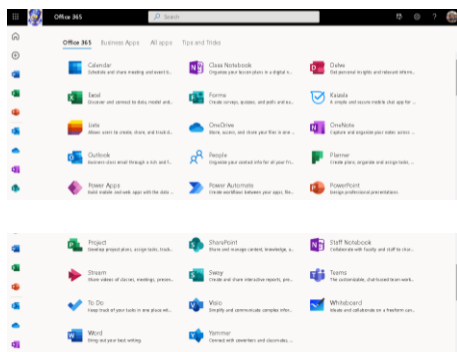 Office 365
Search
Office 365 Business Apps All apps Tips and Tricks
Calendar
Schedule and share meeting and event ti...
Class Notebook
Organize your lesson plans in a digital n...
Delve
Get personal insights and relevant inform...
Excel
Discover and connect to data, model and...
Forms
Create surveys, quizzes, and polls and ea...
Kaizala
A simple and secure mobile chat app for ...
Lists
Allows users to create, share, and track d...
OneDrive
Store, access, and share your files in one ...
OneNote
Capture and organize your notes across ...
Outlook
Business-class email through a rich and f...
People
Organize your contact info for all your fri...
Planner
Create plans, organize and assign tasks, ...
Power Apps
Build mobile and web apps with the data ...
Power Automate
Create workflows between your apps, file...
PowerPoint
Design professional presentations
Project
Develop project plans, assign tasks, track...
SharePoint
Share and manage content, knowledge, a...
Staff Notebook
Collaborate with faculty and staff to shar...
Stream
Share videos of classes, meetings, presen...
Sway
Create and share interactive reports, pre...
Teams
The customizable, chat-based team work...
To Do
Keep track of your tasks in one place wit...
Visio
Simplify and communicate complex infor...
Whiteboard
Ideate and collaborate on a freeform can...
Word
Bring out your best writing.
Yammer
Connect with coworkers and classmates ...